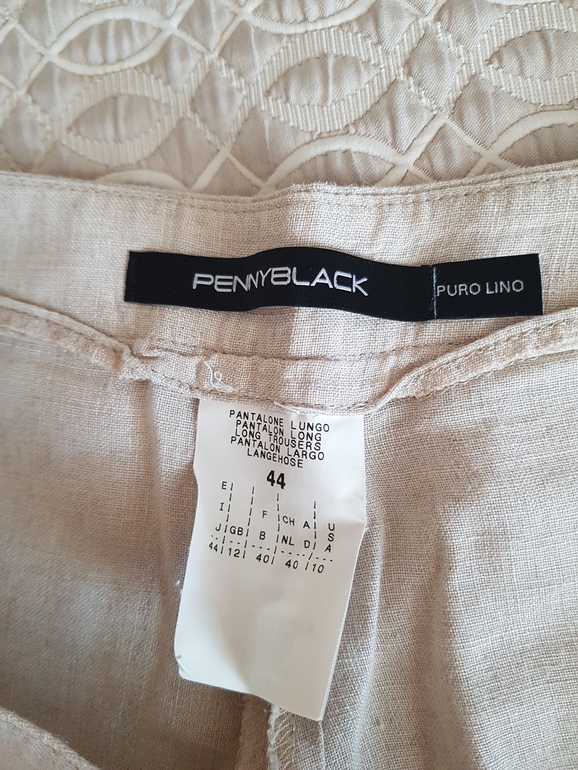 PENNYBLACK PURO LINO
PANTALONE LUNGO
PANTALON LONG
LONG TROUSERS
PANTALON LARGO
LANGEHOSE
44
E F CH A U
I S
J GB B NL D A
44 12 40 40 10